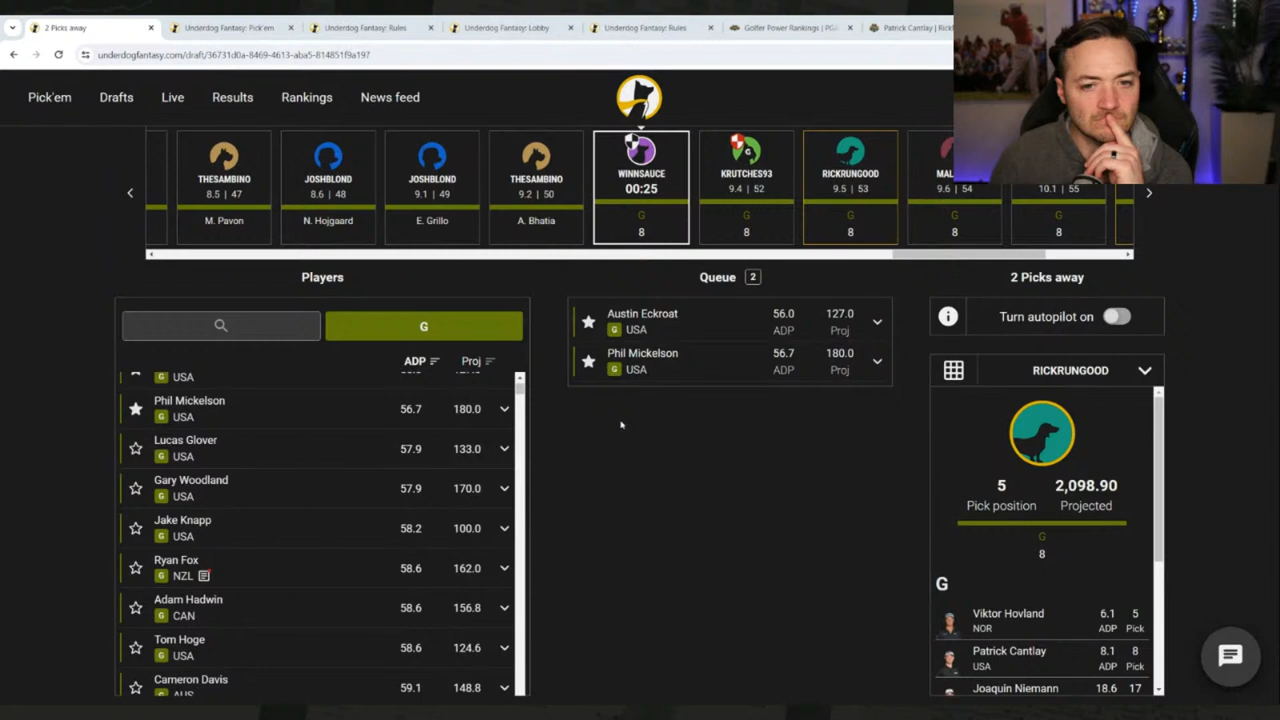 2 Picks away
Underdog Fantasy: Pick'em
Underdog Fantasy: Rules
Underdog Fantasy: Lobby
Underdog Fantasy: Rules
Golfer Power Rankings | PGA
Patrick Cantlay | Rick
underdogfantasy.com/draft/36731d0a-8469-4613-aba5-814851f9a197
Pick'em
Drafts
Live
Results
Rankings
News feed
THESAMBINO
8.5 | 47
M. Pavon
JOSHBLOND
8.6 | 48
N. Hojgaard
JOSHBLOND
9.1 | 49
E. Grillo
THESAMBINO
9.2 | 50
A. Bhatia
WINNSAUCE
00:25
G
8
G
KRUTCHES93
9.4 | 52
G
8
RICKRUNGOOD
9.5 | 53
G
8
MAL
9.6 | 54
G
8
10.1 | 55
G
8
Players
G
ADP
Proj
G USA
Phil Mickelson
G USA
56.7
180.0
Lucas Glover
G USA
57.9
133.0
Gary Woodland
G USA
57.9
170.0
Jake Knapp
G USA
58.2
100.0
Ryan Fox
G NZL
58.6
162.0
Adam Hadwin
G CAN
58.6
156.8
Tom Hoge
G USA
58.6
124.6
Cameron Davis
G AUS
59.1
148.8
Queue 2
Austin Eckroat
G USA
56.0
ADP
127.0
Proj
Phil Mickelson
G USA
56.7
ADP
180.0
Proj
2 Picks away
Turn autopilot on
RICKRUNGOOD
5
Pick position
2,098.90
Projected
G
8
G
Viktor Hovland
NOR
6.1
ADP
5
Pick
Patrick Cantlay
USA
8.1
ADP
8
Pick
Joaquin Niemann
18.6
17